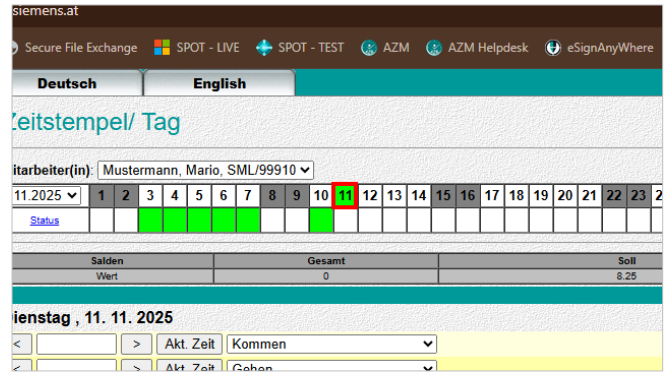 siemens.at
Secure File Exchange SPOT - LIVE SPOT - TEST AZM AZM Helpdesk eSignAnyWhere
Deutsch English
Zeitstempel/ Tag
itarbeiter(in): Mustermann, Mario, SML/99910
11.2025 1 2 3 4 5 6 7 8 9 10 11 12 13 14 15 16 17 18 19 20 21 22 23 2
Status
Salden Gesamt Soll
Wert 0 8.25
ienstag , 11. 11. 2025
< > Akt. Zeit Kommen
< > Akt. Zeit Gehen